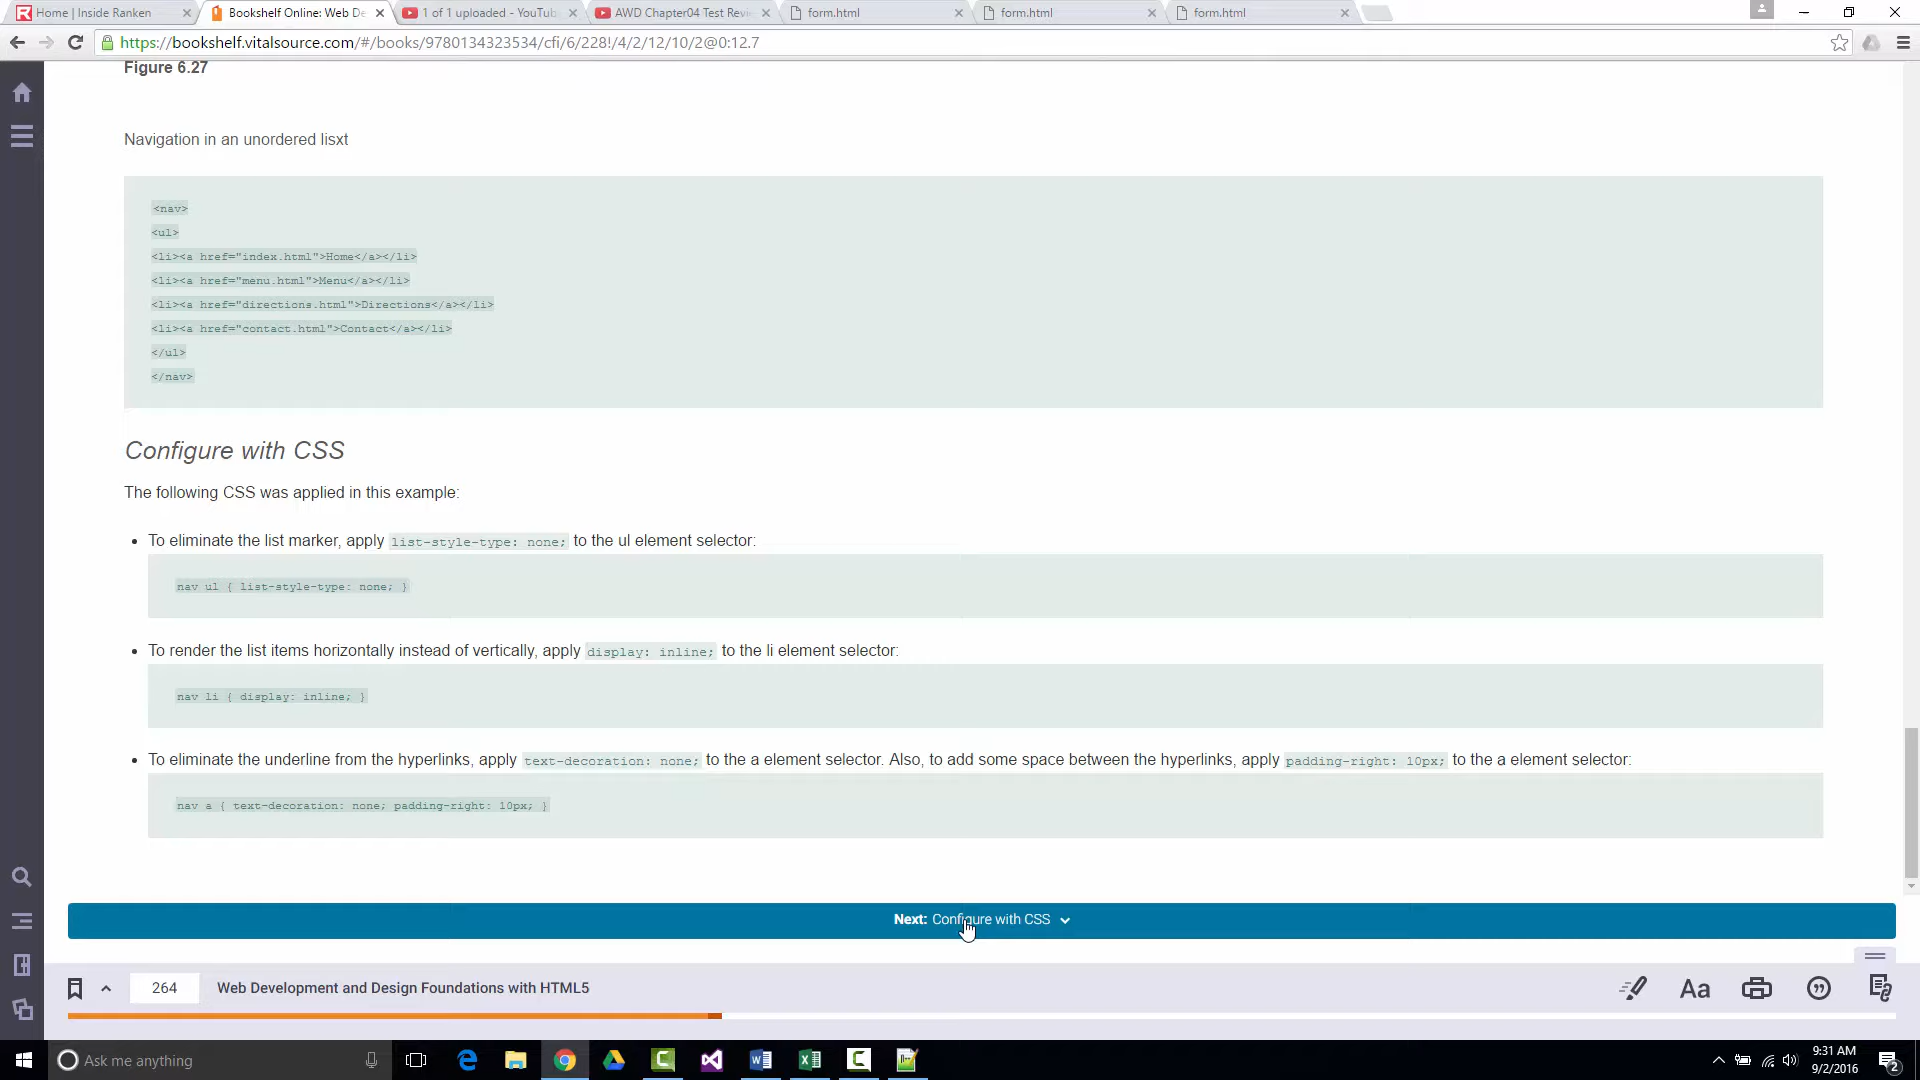 Home | Inside Ranken
Bookshelf Online: Web De
1 of 1 uploaded - YouTub
AWD Chapter04 Test Revie
form.html
form.html
form.html
https://bookshelf.vitalsource.com/#/books/9780134323534/cfi/6/228!/4/2/12/10/2@0:12.7
Figure 6.27
Navigation in an unordered lisxt
<nav>
<ul>
<li><a href="index.html">Home</a></li>
<li><a href="menu.html">Menu</a></li>
<li><a href="directions.html">Directions</a></li>
<li><a href="contact.html">Contact</a></li>
</ul>
</nav>
Configure with CSS
The following CSS was applied in this example:
• To eliminate the list marker, apply list-style-type: none; to the ul element selector:
nav ul { list-style-type: none; }
• To render the list items horizontally instead of vertically, apply display: inline; to the li element selector:
nav li { display: inline; }
• To eliminate the underline from the hyperlinks, apply text-decoration: none; to the a element selector. Also, to add some space between the hyperlinks, apply padding-right: 10px; to the a element selector:
nav a { text-decoration: none; padding-right: 10px; }
Next: Configure with CSS
264
Web Development and Design Foundations with HTML5
Aa
Ask me anything
9:31 AM
9/2/2016
2